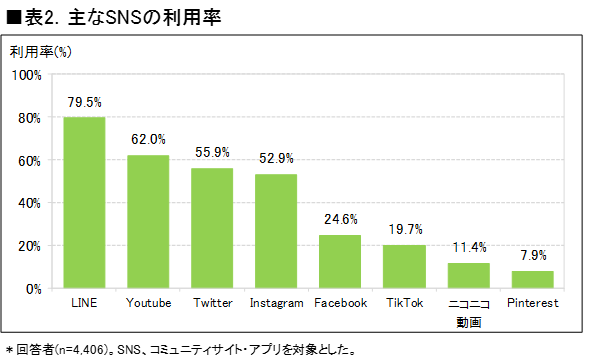 ■表2. 主なSNSの利用率
利用率(%)
100%
80%
60%
40%
20%
0%
79.5%
62.0%
55.9%
52.9%
24.6%
19.7%
11.4%
7.9%
LINE Youtube Twitter Instagram Facebook TikTok ニコニコ Pinterest
動画
＊回答者(n=4,406)。SNS、コミュニティサイト・アプリを対象とした。